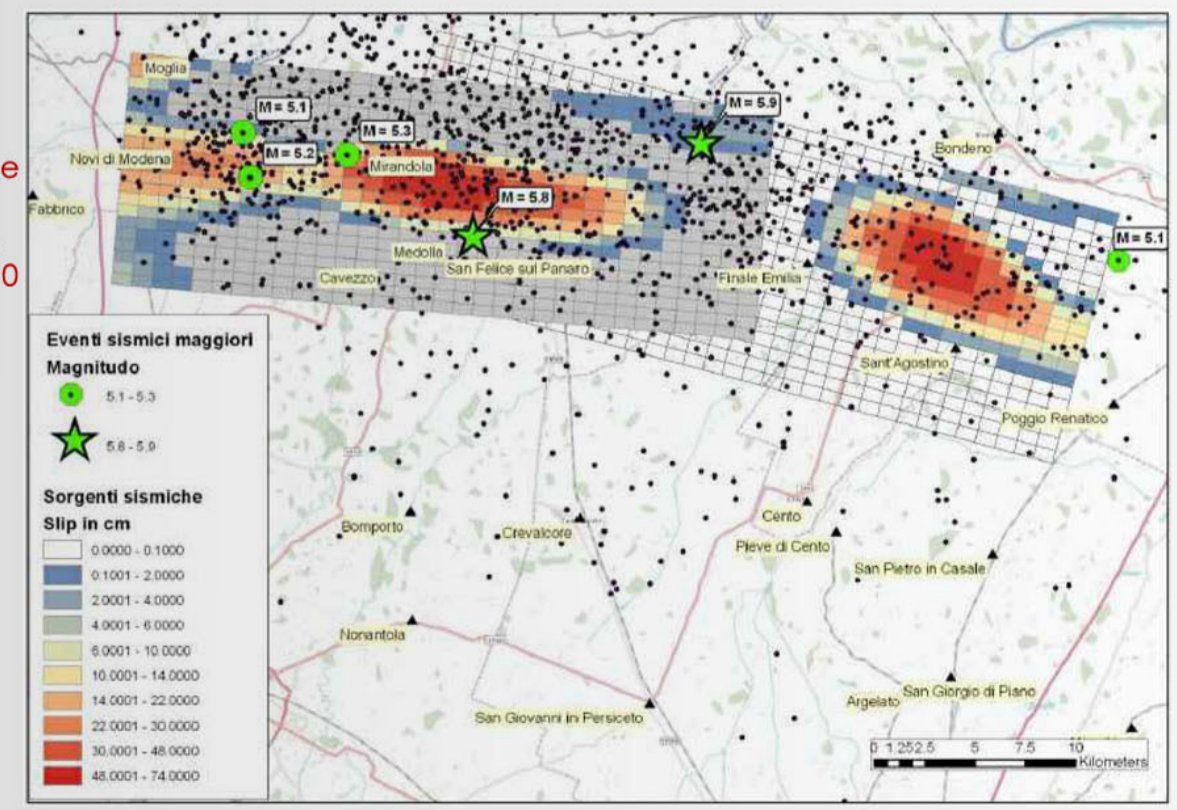 e
0
Moglia
M = 5.1
M = 5.9
M = 5.3
M = 5.2
Bondeno
Novi di Modena
Mirandola
M = 5.8
Fabbrico
M = 5.1
Medolla
San Felice sul Panaro
Cavezzo
Finale Emilia
Sant'Agostino
Poggio Renatico
Eventi sismici maggiori
Magnitudo
5.1 - 5.3
5.8 - 5.9
Sorgenti sismiche
Slip in cm
0.0000 - 0.1000
0.1001 - 2.0000
2.0001 - 4.0000
4.0001 - 6.0000
6.0001 - 10.0000
10.0001 - 14.0000
14.0001 - 22.0000
22.0001 - 30.0000
30.0001 - 48.0000
48.0001 - 74.0000
Bomporto
Crevalcore
Cento
Pieve di Cento
San Pietro in Casale
Nonantola
Argelato
San Giorgio di Piano
San Giovanni in Persiceto
0 1.25 2.5 5 7.5 10
Kilometers